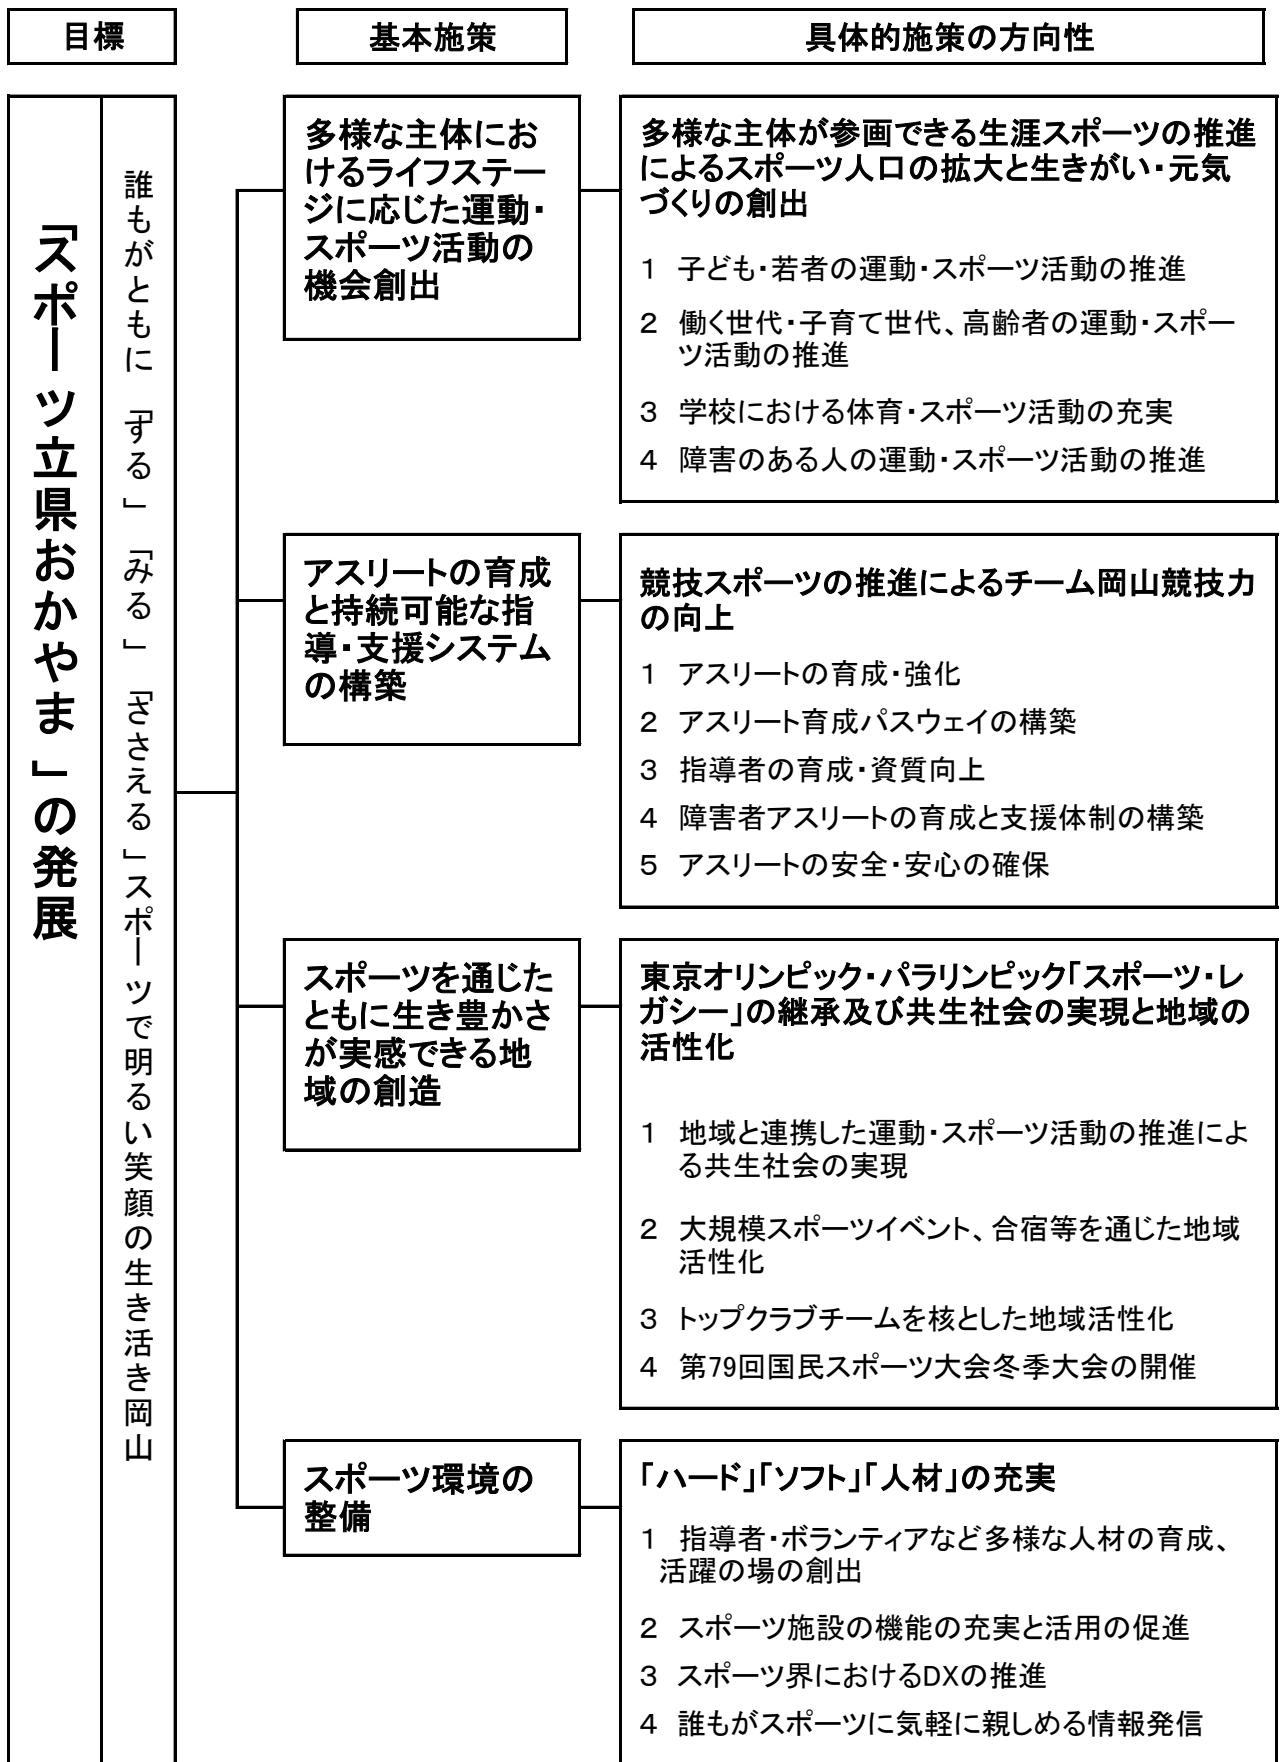 目標
基本施策
具体的施策の方向性
「スポーツ立県おかやま」の発展
誰もがともに「する」「みる」「ささえる」スポーツで明るい笑顔の生き活き岡山
多様な主体にお
けるライフステー
ジに応じた運動・
スポーツ活動の
機会創出
多様な主体が参画できる生涯スポーツの推進
によるスポーツ人口の拡大と生きがい・元気
づくりの創出
1 子ども・若者の運動・スポーツ活動の推進
2 働く世代・子育て世代、高齢者の運動・スポー
ツ活動の推進
3 学校における体育・スポーツ活動の充実
4 障害のある人の運動・スポーツ活動の推進
アスリートの育成
と持続可能な指
導・支援システム
の構築
競技スポーツの推進によるチーム岡山競技力
の向上
1 アスリートの育成・強化
2 アスリート育成パスウェイの構築
3 指導者の育成・資質向上
4 障害者アスリートの育成と支援体制の構築
5 アスリートの安全・安心の確保
スポーツを通じた
ともに生き豊かさ
が実感できる地
域の創造
東京オリンピック・パラリンピック「スポーツ・レ
ガシー」の継承及び共生社会の実現と地域の
活性化
1 地域と連携した運動・スポーツ活動の推進によ
る共生社会の実現
2 大規模スポーツイベント、合宿等を通じた地域
活性化
3 トップクラブチームを核とした地域活性化
4 第79回国民スポーツ大会冬季大会の開催
スポーツ環境の
整備
「ハード」「ソフト」「人材」の充実
1 指導者・ボランティアなど多様な人材の育成、
活躍の場の創出
2 スポーツ施設の機能の充実と活用の促進
3 スポーツ界におけるDXの推進
4 誰もがスポーツに気軽に親しめる情報発信